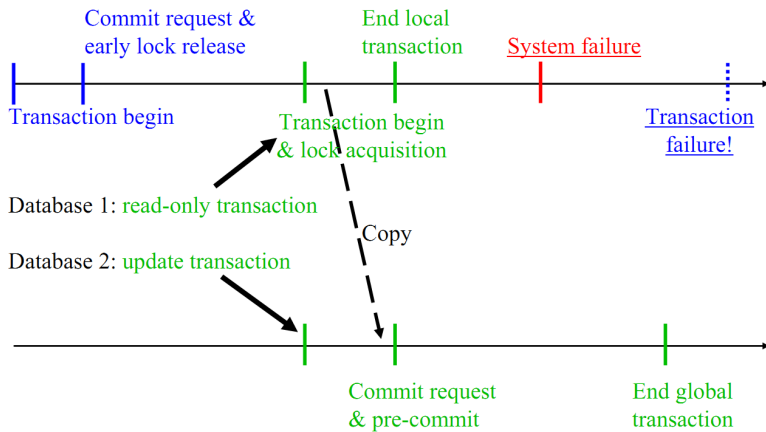 Commit request &
early lock release
End local
transaction
System failure
Transaction begin
Transaction begin
& lock acquisition
Transaction
failure!
Database 1: read-only transaction
Copy
Database 2: update transaction
Commit request
& pre-commit
End global
transaction